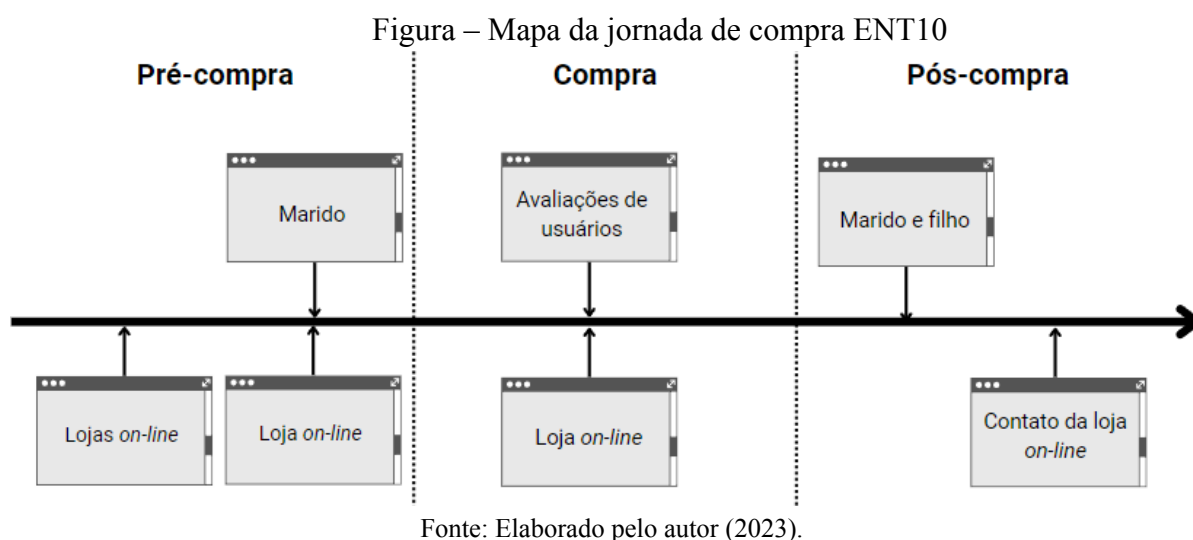 Figura – Mapa da jornada de compra ENT10
Pré-compra
Compra
Pós-compra
Marido
Avaliações de
usuários
Marido e filho
Lojas on-line
Loja on-line
Loja on-line
Contato da loja
on-line
Fonte: Elaborado pelo autor (2023).